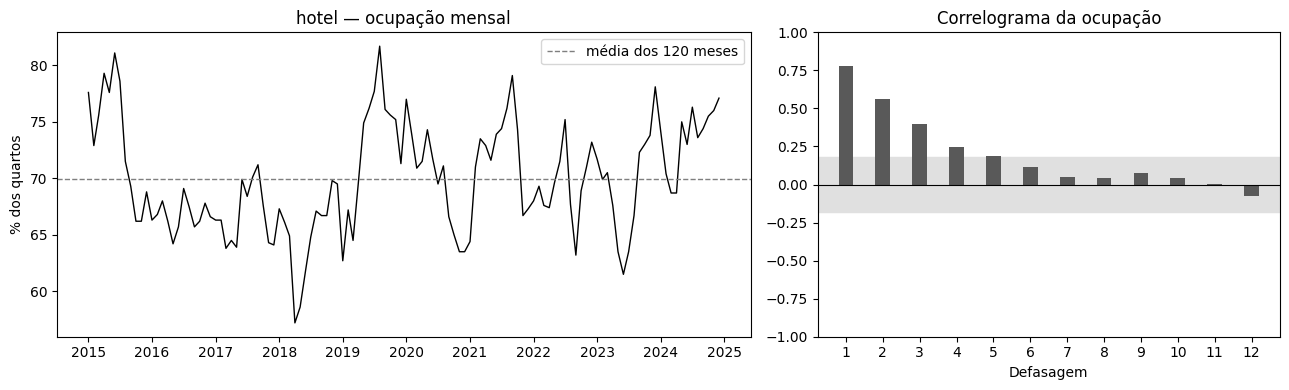 hotel — ocupação mensal
% dos quartos
80
75
70
65
60
média dos 120 meses
2015 2016 2017 2018 2019 2020 2021 2022 2023 2024 2025
Correlograma da ocupação
1.00
0.75
0.50
0.25
0.00
−0.25
−0.50
−0.75
−1.00
1 2 3 4 5 6 7 8 9 10 11 12
Defasagem